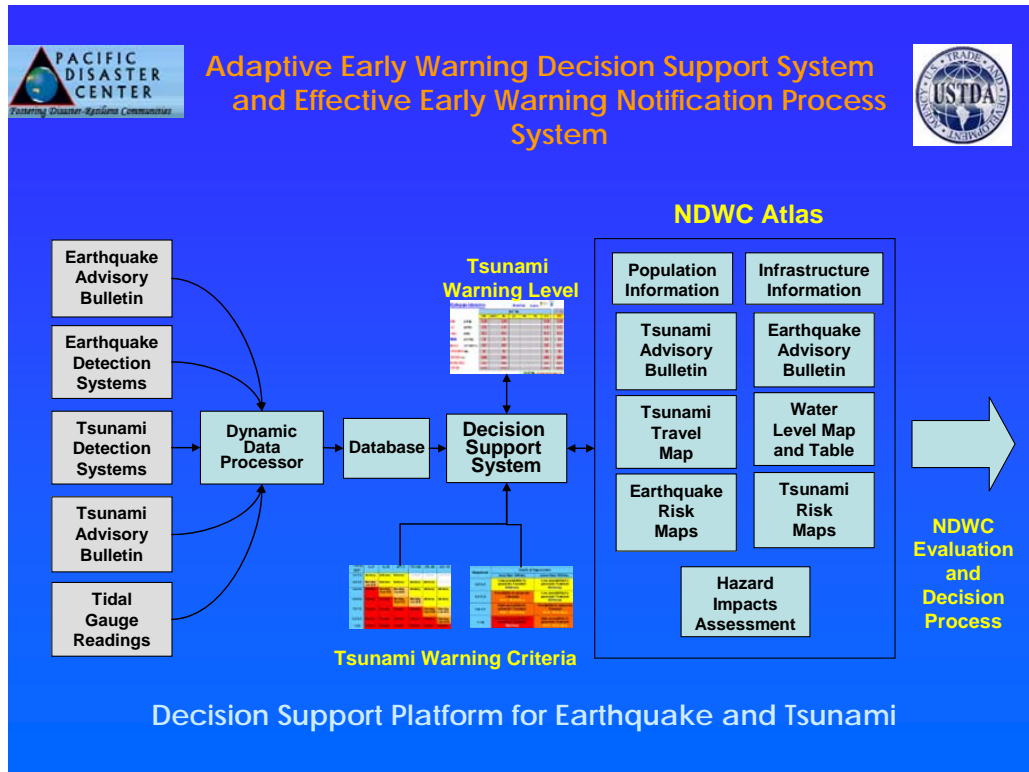 PACIFIC
DISASTER
CENTER
Fostering Disaster-Resilient Communities
Adaptive Early Warning Decision Support System
and Effective Early Warning Notification Process
System
U.S. TRADE AND DEVELOPMENT AGENCY
USTDA
NDWC Atlas
Earthquake
Advisory
Bulletin
Earthquake
Detection
Systems
Tsunami
Detection
Systems
Tsunami
Advisory
Bulletin
Tidal
Gauge
Readings
Dynamic
Data
Processor
Database
Tsunami
Warning Level
Decision
Support
System
Tsunami Warning Criteria
Population
Information
Infrastructure
Information
Tsunami
Advisory
Bulletin
Earthquake
Advisory
Bulletin
Tsunami
Travel
Map
Water
Level Map
and Table
Earthquake
Risk
Maps
Tsunami
Risk
Maps
Hazard
Impacts
Assessment
NDWC
Evaluation
and
Decision
Process
Decision Support Platform for Earthquake and Tsunami